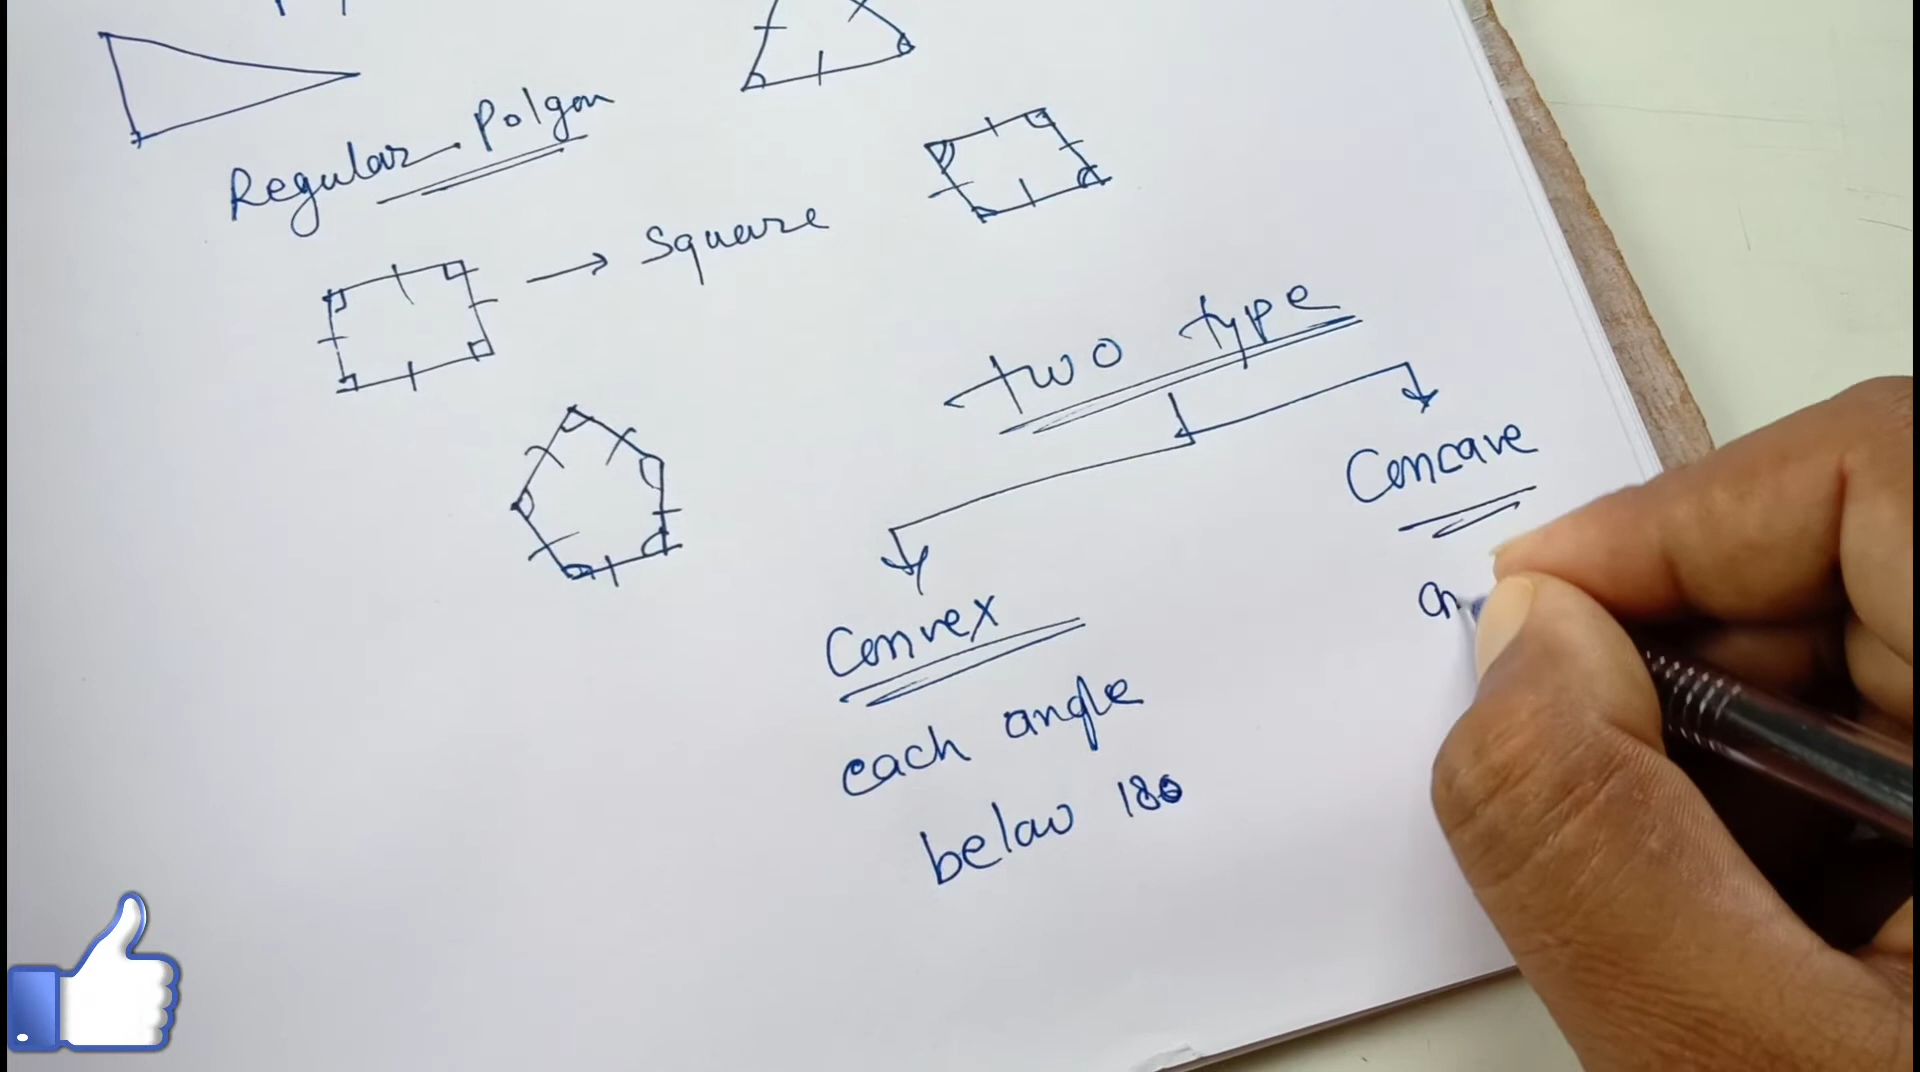 Regular Polgon
Square
two type
Concave
Convex
each angle
below 180